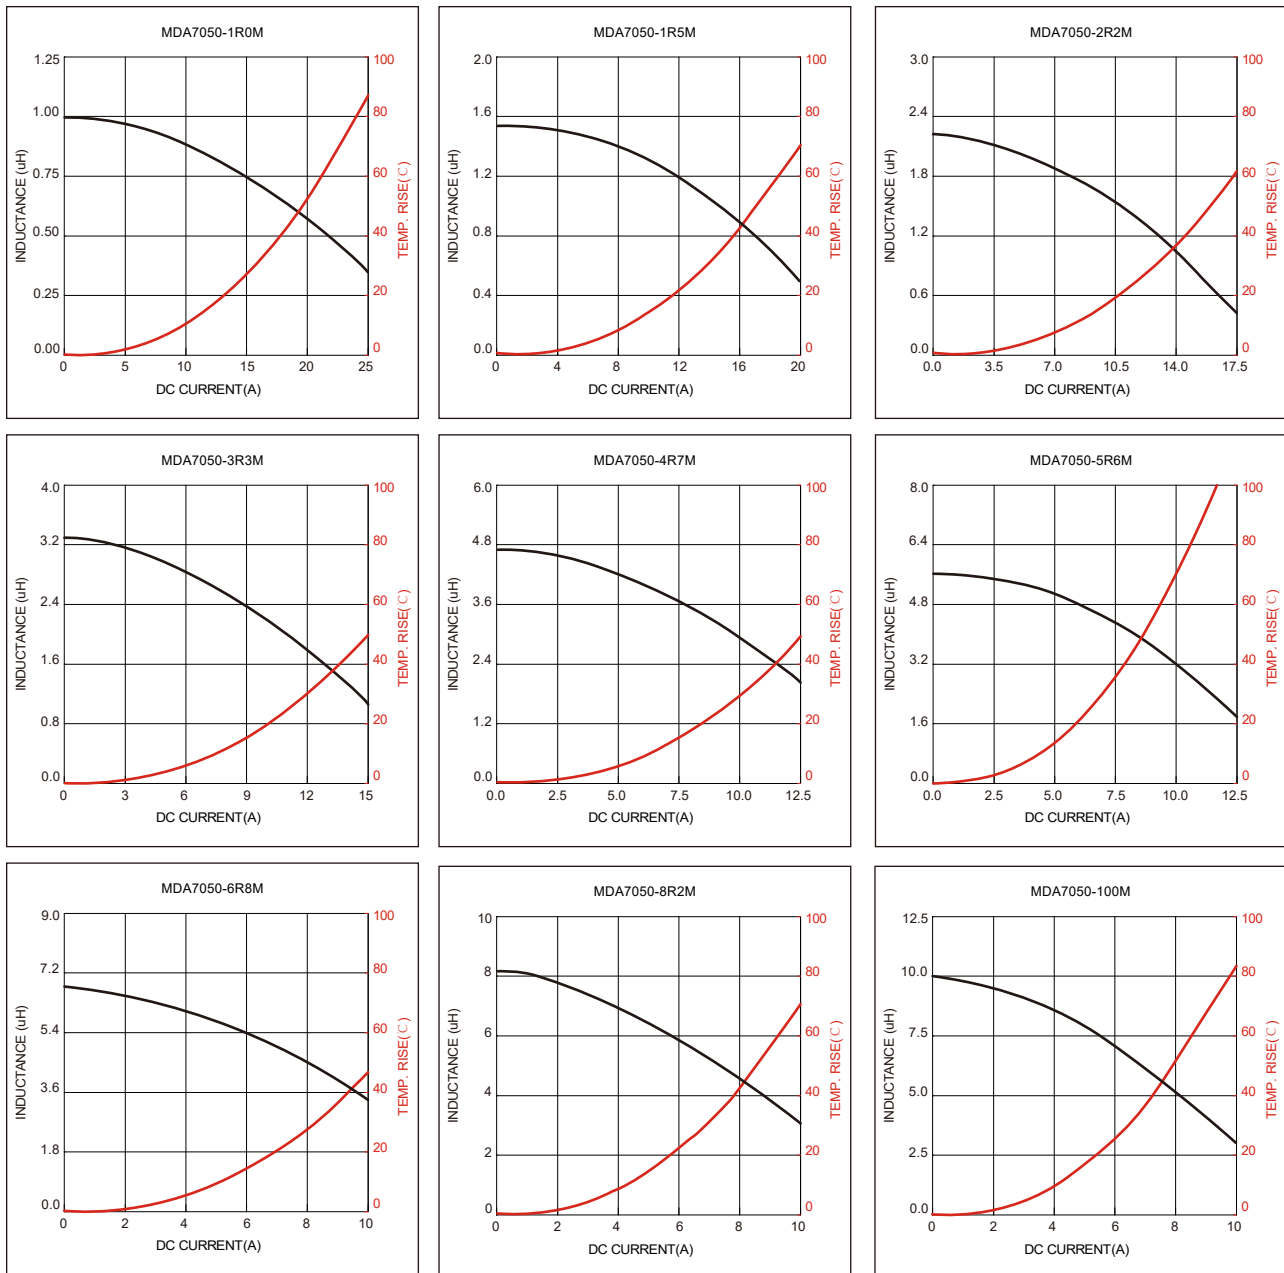 MDA7050-1R0M
1.25
1.00
0.75
0.50
0.25
0.00
INDUCTANCE (uH)
100
80
60
40
20
0
TEMP. RISE(C)
0 5 10 15 20 25
DC CURRENT(A)
MDA7050-1R5M
2.0
1.6
1.2
0.8
0.4
0.0
INDUCTANCE (uH)
100
80
60
40
20
0
TEMP. RISE(C)
0 4 8 12 16 20
DC CURRENT(A)
MDA7050-2R2M
3.0
2.4
1.8
1.2
0.6
0.0
INDUCTANCE (uH)
100
80
60
40
20
0
TEMP. RISE(C)
0.0 3.5 7.0 10.5 14.0 17.5
DC CURRENT(A)
MDA7050-3R3M
4.0
3.2
2.4
1.6
0.8
0.0
INDUCTANCE (uH)
100
80
60
40
20
0
TEMP. RISE(C)
0 3 6 9 12 15
DC CURRENT(A)
MDA7050-4R7M
6.0
4.8
3.6
2.4
1.2
0.0
INDUCTANCE (uH)
100
80
60
40
20
0
TEMP. RISE(C)
0.0 2.5 5.0 7.5 10.0 12.5
DC CURRENT(A)
MDA7050-5R6M
8.0
6.4
4.8
3.2
1.6
0.0
INDUCTANCE (uH)
100
80
60
40
20
0
TEMP. RISE(C)
0.0 2.5 5.0 7.5 10.0 12.5
DC CURRENT(A)
MDA7050-6R8M
9.0
7.2
5.4
3.6
1.8
0.0
INDUCTANCE (uH)
100
80
60
40
20
0
TEMP. RISE(C)
0 2 4 6 8 10
DC CURRENT(A)
MDA7050-8R2M
10
8
6
4
2
0
INDUCTANCE (uH)
100
80
60
40
20
0
TEMP. RISE(C)
0 2 4 6 8 10
DC CURRENT(A)
MDA7050-100M
12.5
10.0
7.5
5.0
2.5
0.0
INDUCTANCE (uH)
100
80
60
40
20
0
TEMP. RISE(C)
0 2 4 6 8 10
DC CURRENT(A)